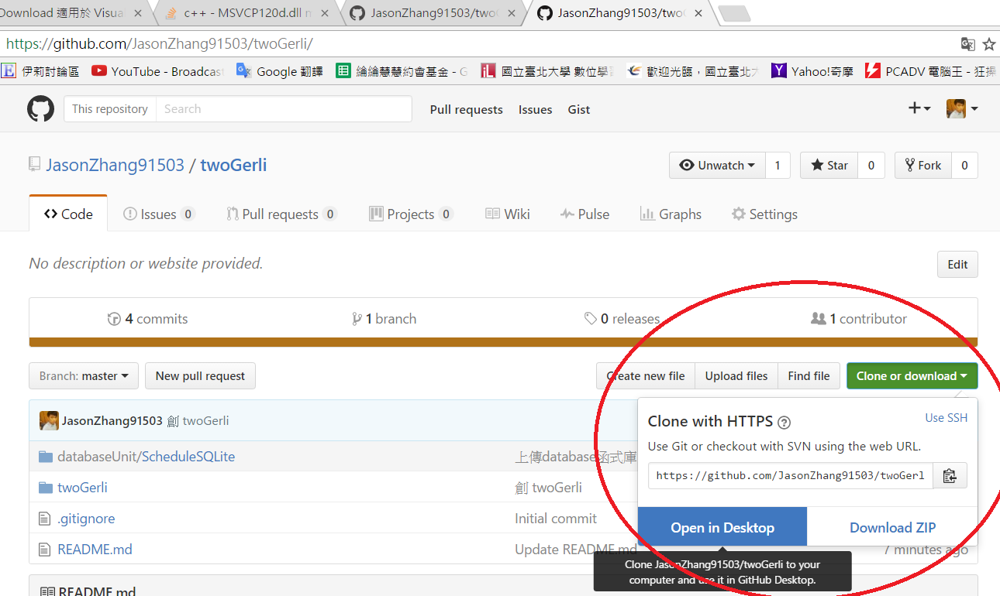 Download 適用於 Visua
c++ - MSVCP120d.dll n
JasonZhang91503/two
JasonZhang91503/two
https://github.com/JasonZhang91503/twoGerli/
伊莉討論區
YouTube - Broadcas
Google 翻譯
綸綸慧慧約會基金 - G
國立臺北大學 數位學
歡迎光臨，國立臺北
Yahoo!奇摩
PCADV 電腦王 - 狂操
This repository
Search
Pull requests
Issues
Gist
JasonZhang91503 / twoGerli
Unwatch 1
Star 0
Fork 0
Code
Issues 0
Pull requests 0
Projects 0
Wiki
Pulse
Graphs
Settings
No description or website provided.
Edit
4 commits
1 branch
0 releases
1 contributor
Branch: master
New pull request
Create new file
Upload files
Find file
Clone or download
JasonZhang91503 創 twoGerli
Clone with HTTPS
Use SSH
Use Git or checkout with SVN using the web URL.
https://github.com/JasonZhang91503/twoGerl
Open in Desktop
Download ZIP
Clone JasonZhang91503/twoGerli to your
computer and use it in GitHub Desktop.
databaseUnit/ScheduleSQLite
上傳database函式庫
twoGerli
創 twoGerli
.gitignore
Initial commit
README.md
Update README.md
7 minutes ago
README.md